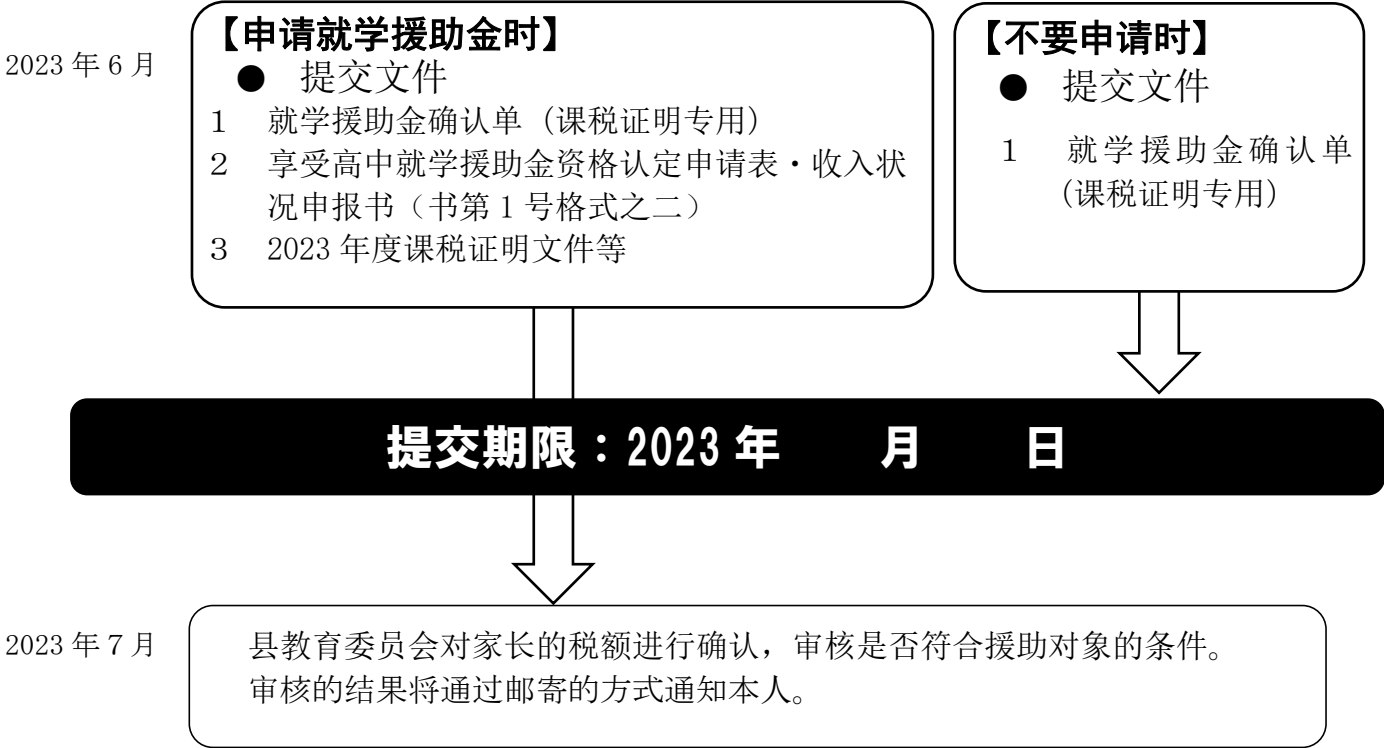 2023 年 6 月
【申请就学援助金时】
● 提交文件
1 就学援助金确认单 (课税证明专用)
2 享受高中就学援助金资格认定申请表・收入状
况申报书（书第 1 号格式之二）
3 2023 年度课税证明文件等
【不要申请时】
● 提交文件
1 就学援助金确认单
(课税证明专用)
提交期限：2023 年 月 日
2023 年 7 月
县教育委员会对家长的税额进行确认，审核是否符合援助对象的条件。
审核的结果将通过邮寄的方式通知本人。